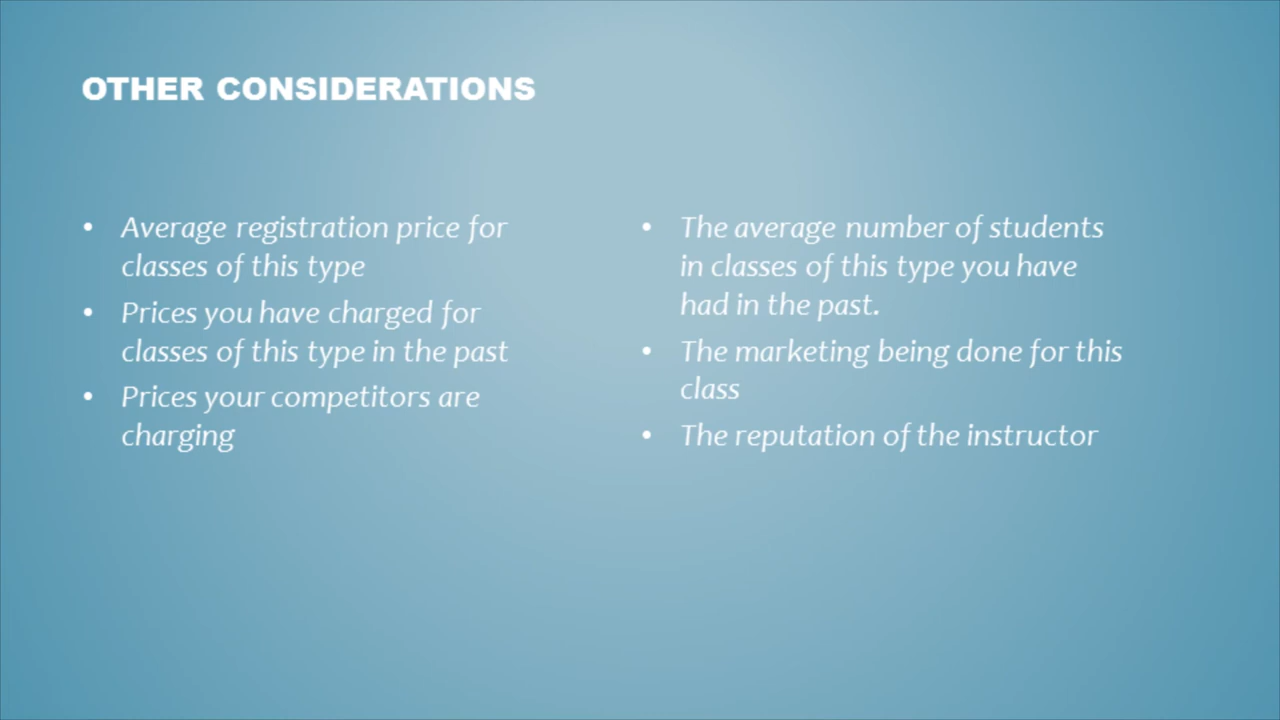 OTHER CONSIDERATIONS
• Average registration price for
classes of this type
• Prices you have charged for
classes of this type in the past
• Prices your competitors are
charging
• The average number of students
in classes of this type you have
had in the past.
• The marketing being done for this
class
• The reputation of the instructor